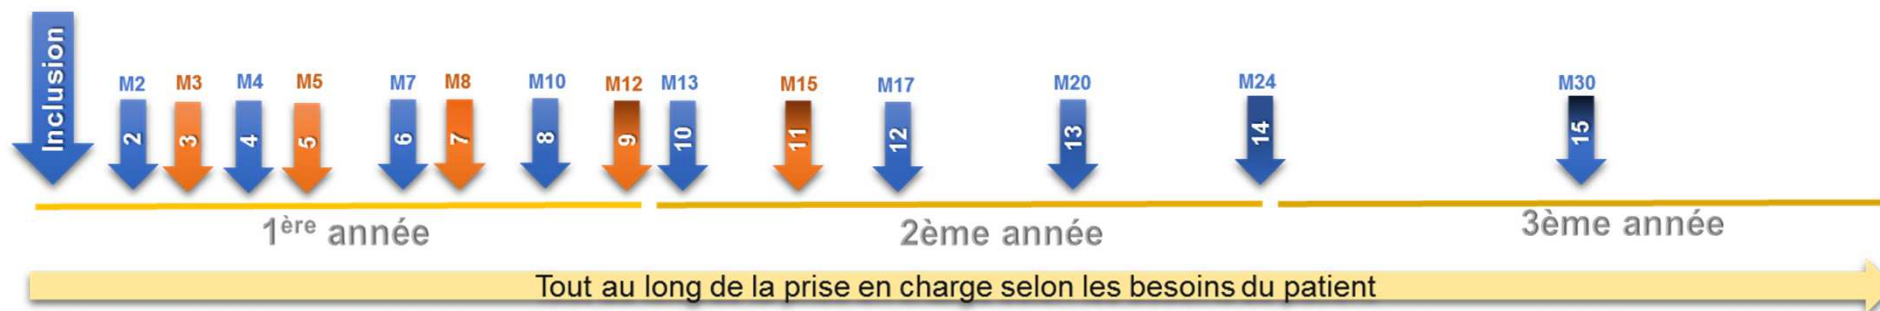 Inclusion
M2 M3 M4 M5 M7 M8 M10 M12 M13 M15 M17 M20 M24 M30
2 3 4 5 6 7 8 9 10 11 12 13 14 15
1ère année 2ème année 3ème année
Tout au long de la prise en charge selon les besoins du patient